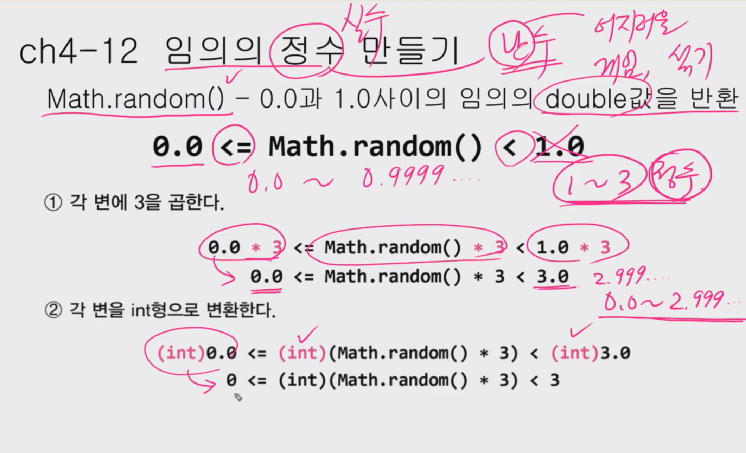 실수
어지러울
ch4-12 임의의 정수 만들기 난수
게임, 섞기
Math.random() – 0.0과 1.0사이의 임의의 double값을 반환
0.0 <= Math.random() < 1.0
0.0 ~ 0.9999....
1~3 정수
① 각 변에 3을 곱한다.
0.0 * 3 <= Math.random() * 3 < 1.0 * 3
0.0 <= Math.random() * 3 < 3.0 2.999...
0.0~2.999...
② 각 변을 int형으로 변환한다.
(int)0.0 <= (int)(Math.random() * 3) < (int)3.0
0 <= (int)(Math.random() * 3) < 3